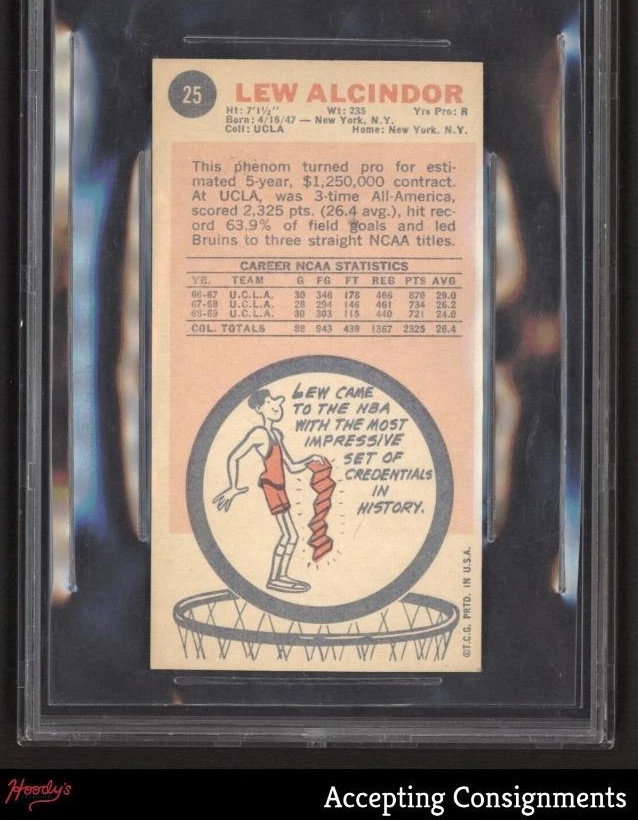 25
LEW ALCINDOR
Ht: 7'1½" Wt: 235 Yrs Pro: R
Born: 4/16/47 — New York, N.Y.
Coll: UCLA Home: New York, N.Y.
This phenom turned pro for esti-
mated 5-year, $1,250,000 contract.
At UCLA, was 3-time All-America,
scored 2,325 pts. (26.4 avg.), hit rec-
ord 63.9% of field goals and led
Bruins to three straight NCAA titles.
CAREER NCAA STATISTICS
YR. TEAM G FG FT REB PTS AVG
66-67 U.C.L.A. 30 346 178 466 870 29.0
67-68 U.C.L.A. 28 294 146 461 734 26.2
68-69 U.C.L.A. 30 303 115 440 721 24.0
COL. TOTALS 88 943 439 1367 2325 26.4
LEW CAME
TO THE NBA
WITH THE MOST
IMPRESSIVE
SET OF
CREDENTIALS
IN
HISTORY.
©T.C.G. PRTD. IN U.S.A.
Hoody's
Accepting Consignments